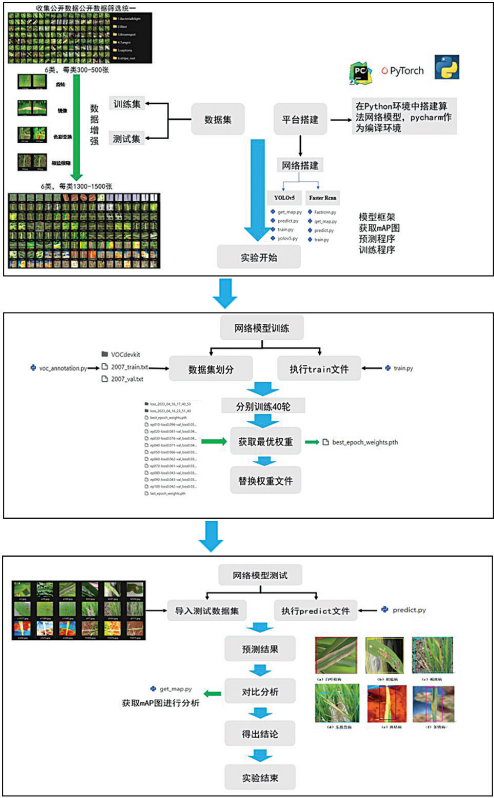 收集公开数据公开数据筛选统一
6类，每类300-500张
旋转
镜像
数据增强
6类，每类1300-1500张
训练集
测试集
数据集
平台搭建
PyTorch
在Python环境中搭建算
法网络模型，pycharm作
为编译环境
网络搭建
YOLOv5
get_map.py
predict.py
train.py
yolov5.py
Faster Rcnn
get_map.py
predict.py
train.py
模型框架
获取mAP图
预测程序
训练程序
实验开始
网络模型训练
voc_annotation.py
VOCdevkit
2007_train.txt
2007_val.txt
数据集划分
执行train文件
train.py
分别训练40轮
best_epoch_weights.pth
last_epoch_weights.pth
获取最优权重
best_epoch_weights.pth
替换权重文件
网络模型测试
导入测试数据集
执行predict文件
predict.py
预测结果
get_map.py
获取mAP图进行分析
对比分析
得出结论
实验结束